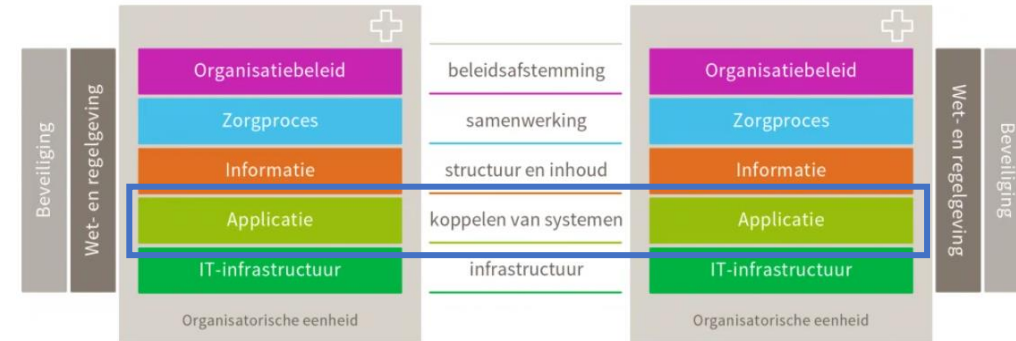 Beveiliging
Wet- en regelgeving
Organisatiebeleid
Zorgproces
Informatie
Applicatie
IT-infrastructuur
Organisatorische eenheid
beleidsafstemming
samenwerking
structuur en inhoud
koppelen van systemen
infrastructuur
Organisatiebeleid
Zorgproces
Informatie
Applicatie
IT-infrastructuur
Organisatorische eenheid
Wet- en regelgeving
Beveiliging